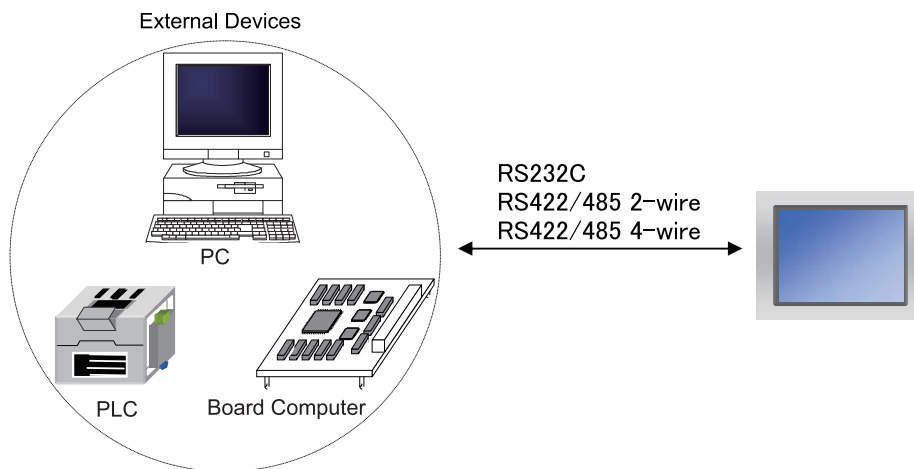 External Devices
RS232C
RS422/485 2-wire
RS422/485 4-wire
PC
PLC
Board Computer